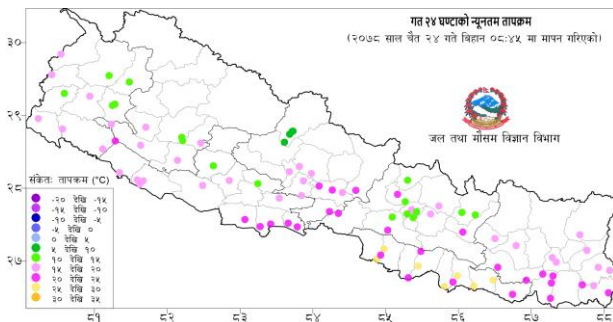 गत २४ घण्टाको न्यूनतम तापक्रम
(२०७८ साल चैत २४ गते बिहान ०८:४५ मा मापन गरिएको)
३०
२९
जल तथा मौसम विज्ञान विभाग
संकेतः तापक्रम (°C)
-२० देखि -१५
-१५ देखि -१०
-१० देखि -५
-५ देखि ०
० देखि ५
५ देखि १०
१० देखि १५
१५ देखि २०
२० देखि २५
२५ देखि ३०
३० देखि ३५
८१ ८२ ८३ ८४ ८५ ८६ ८७ ८८